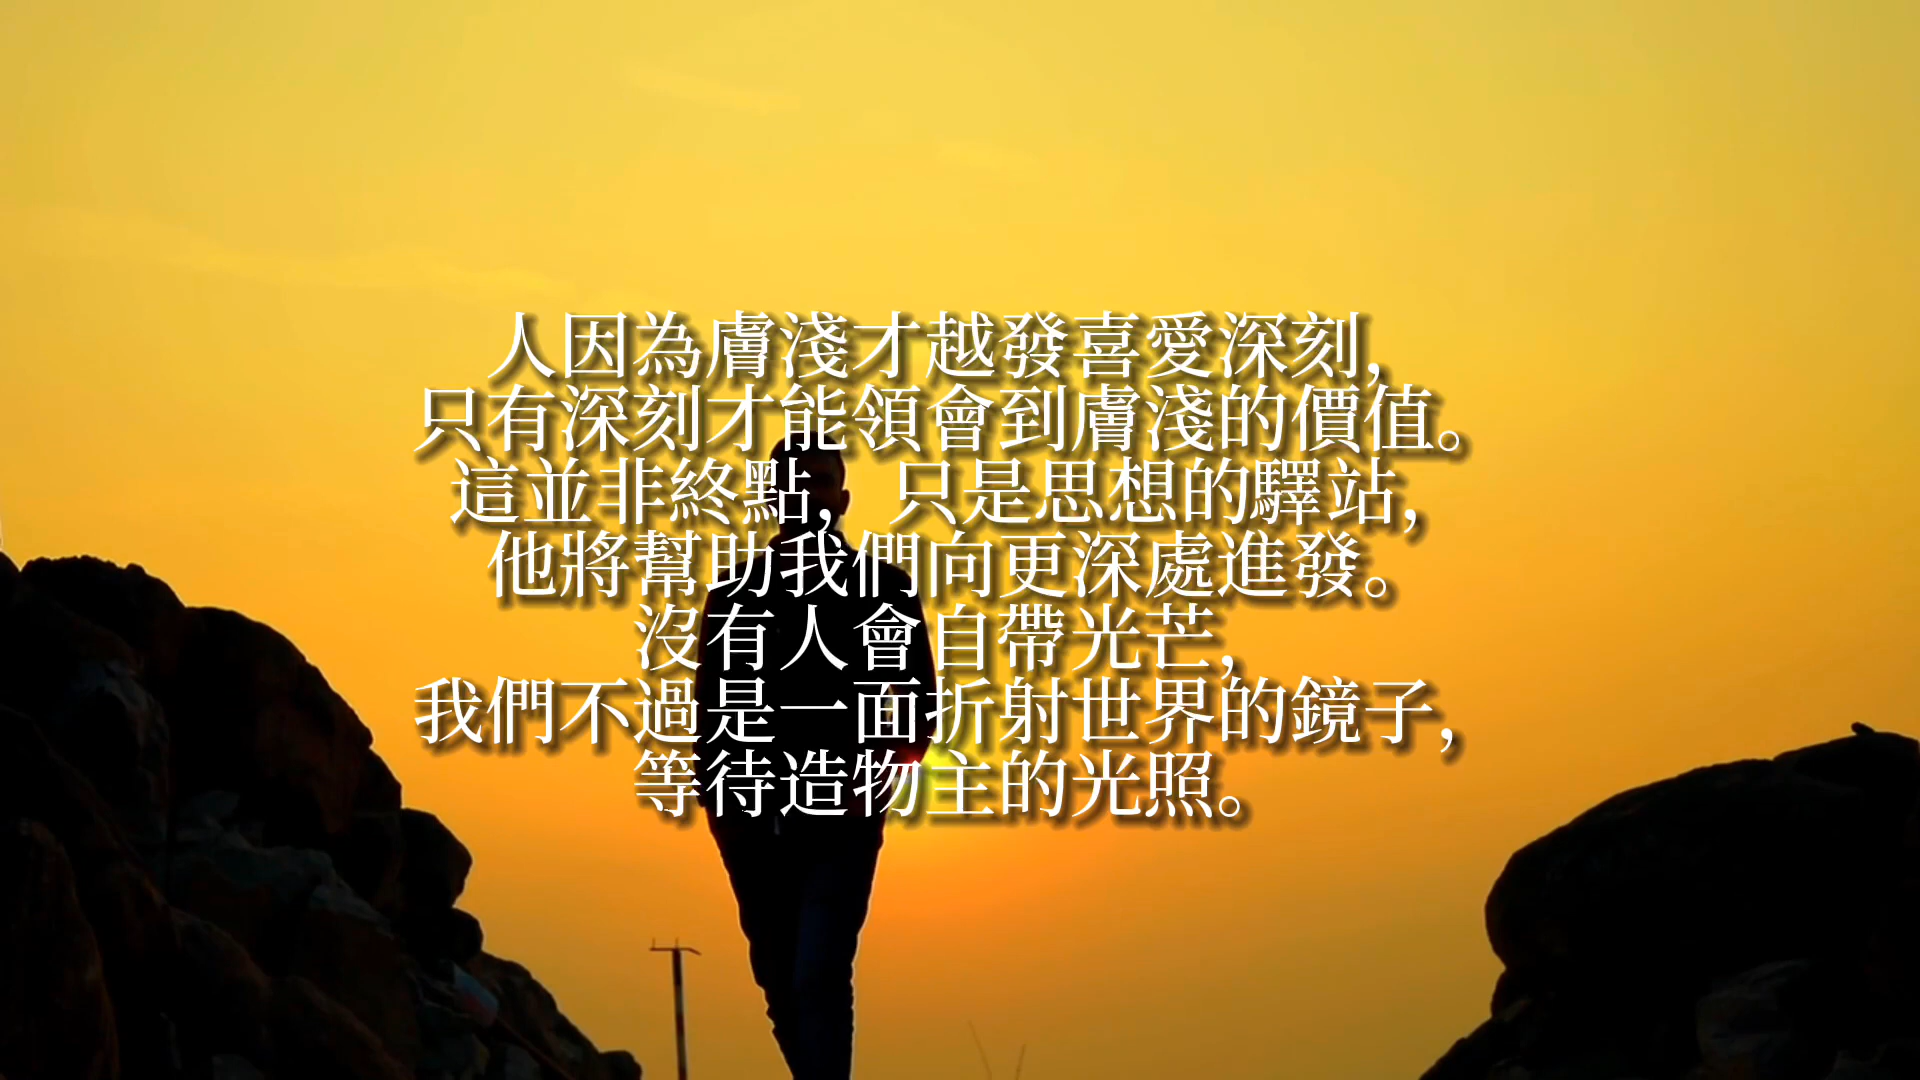 人因為膚淺才越發喜愛深刻，
只有深刻才能領會到膚淺的價值。
這並非終點，只是思想的驛站，
他將幫助我們向更深處進發。
沒有人會自帶光芒，
我們不過是一面折射世界的鏡子，
等待造物主的光照。